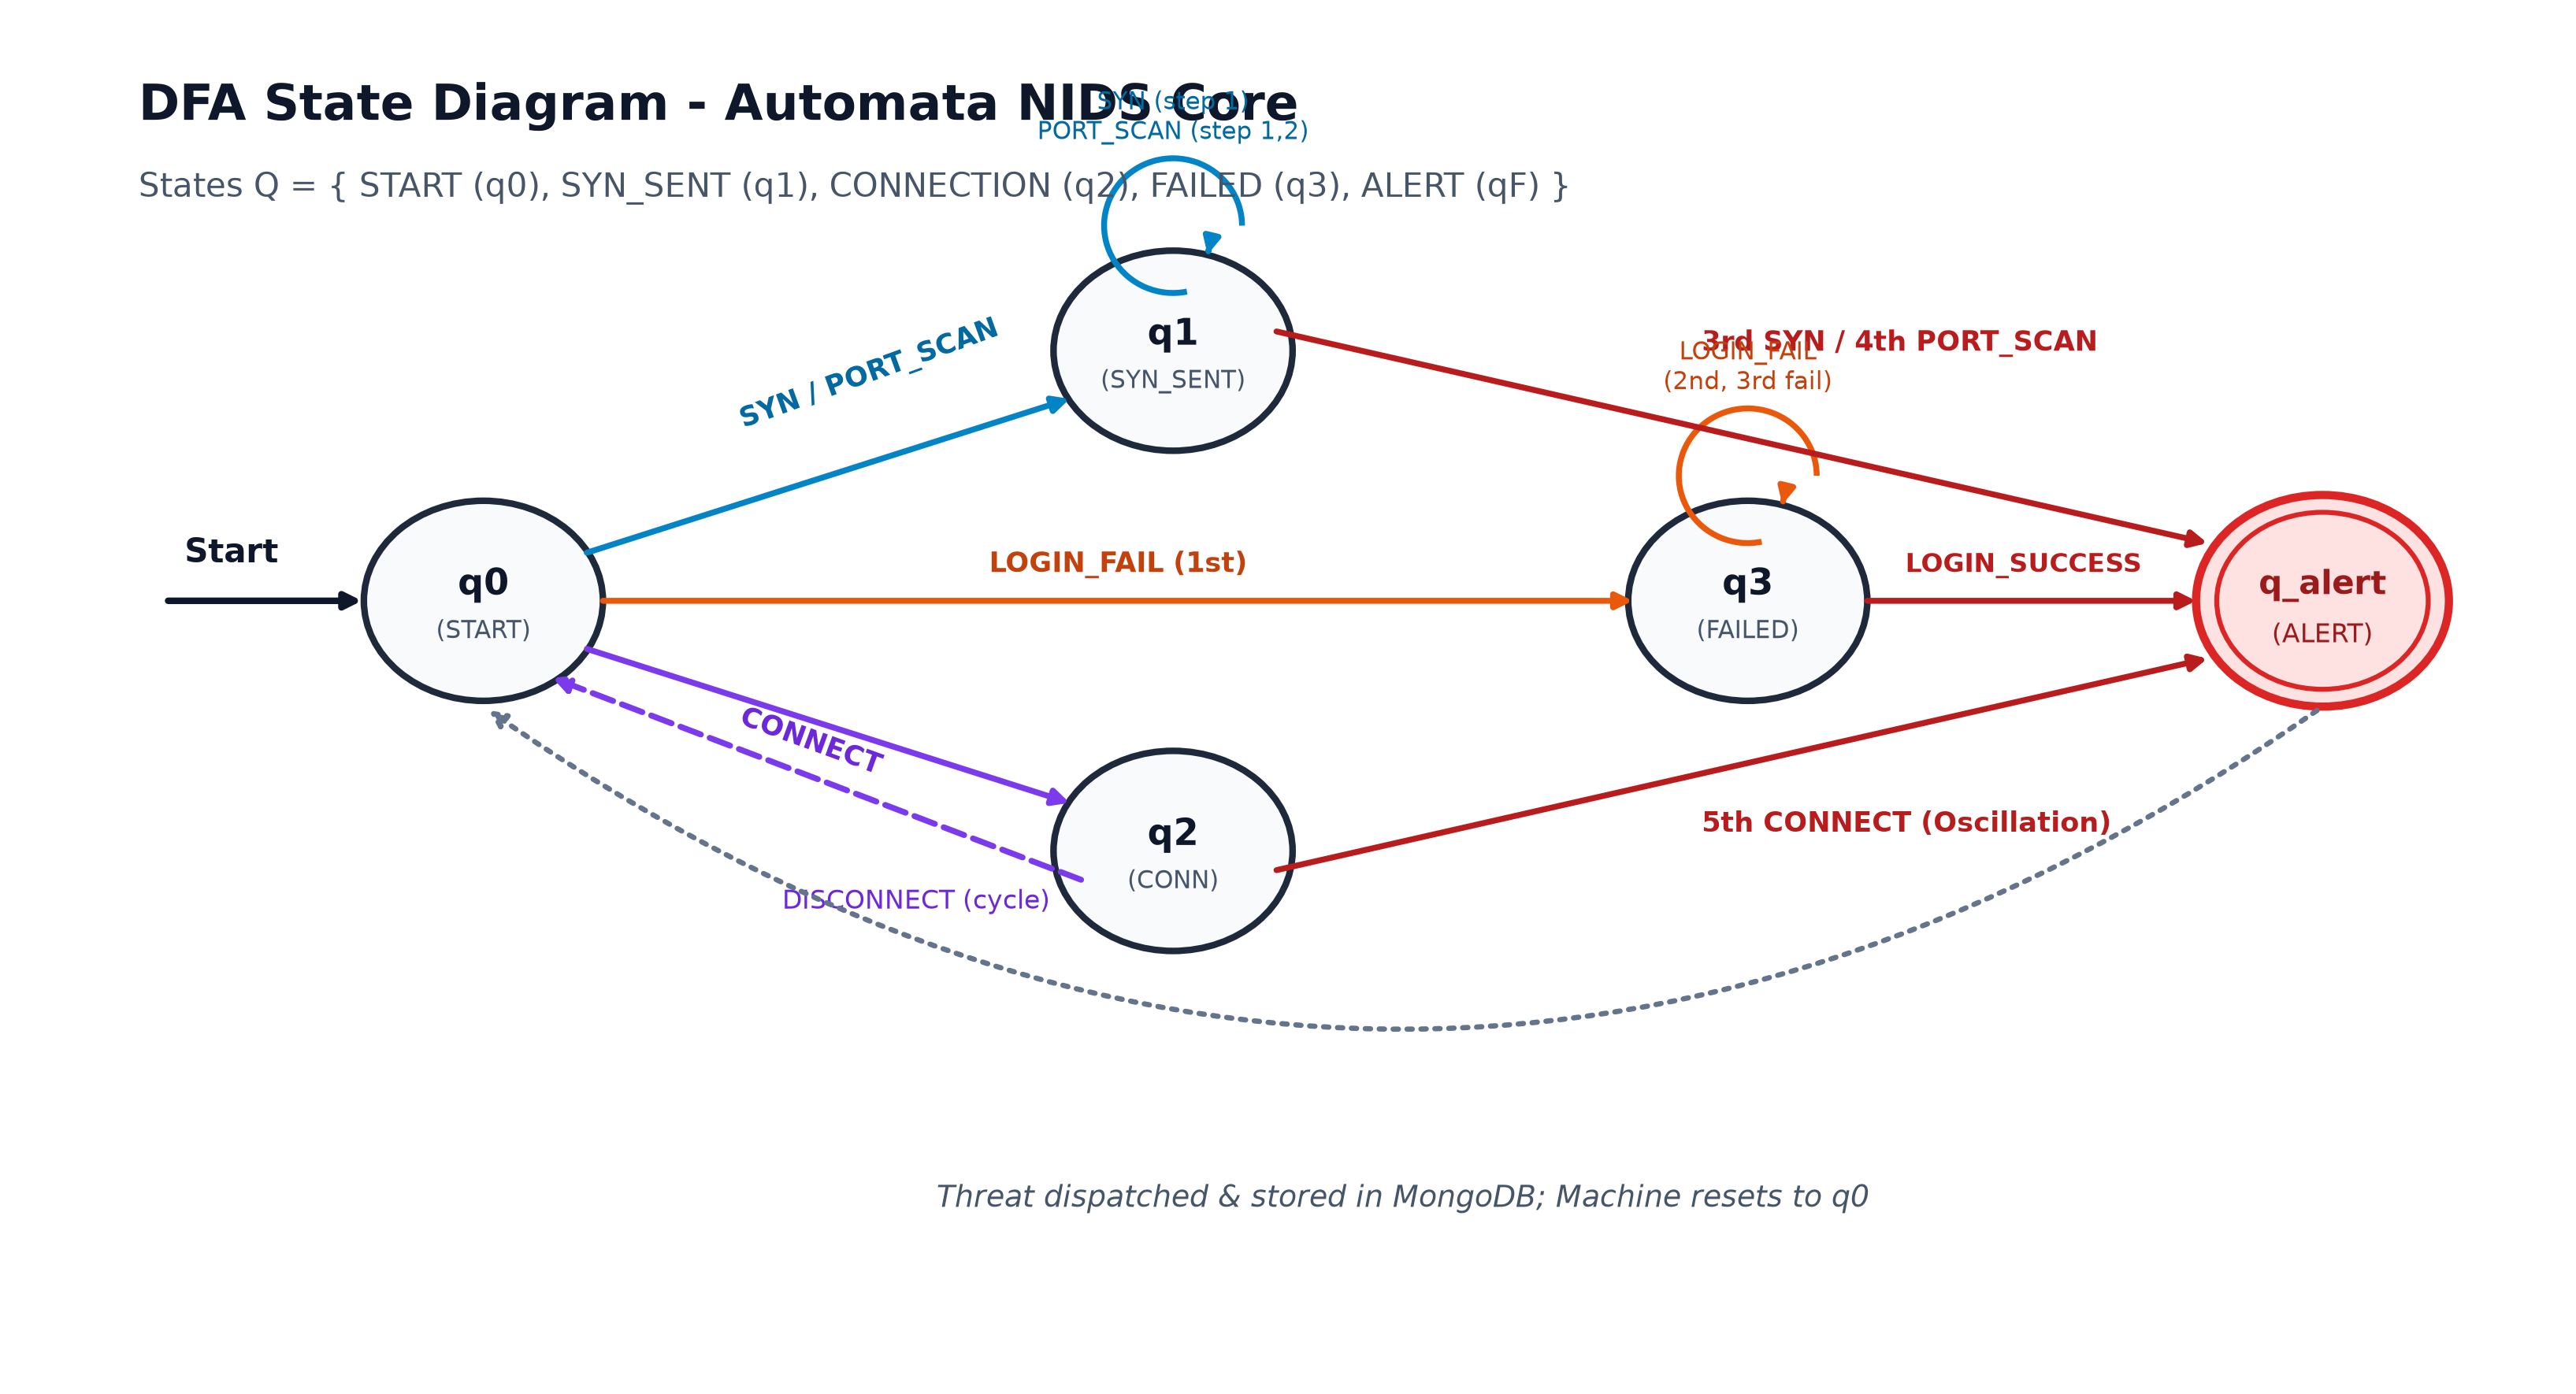 DFA State Diagram - Automata NIDS Core
SYN (step 1)
PORT_SCAN (step 1,2)
States Q = { START (q0), SYN_SENT (q1), CONNECTION (q2), FAILED (q3), ALERT (qF) }
q1
(SYN_SENT)
SYN / PORT_SCAN
3rd SYN / 4th PORT_SCAN
LOGIN_FAIL
(2nd, 3rd fail)
Start
q0
(START)
LOGIN_FAIL (1st)
q3
(FAILED)
LOGIN_SUCCESS
q_alert
(ALERT)
CONNECT
q2
(CONN)
DISCONNECT (cycle)
5th CONNECT (Oscillation)
Threat dispatched & stored in MongoDB; Machine resets to q0